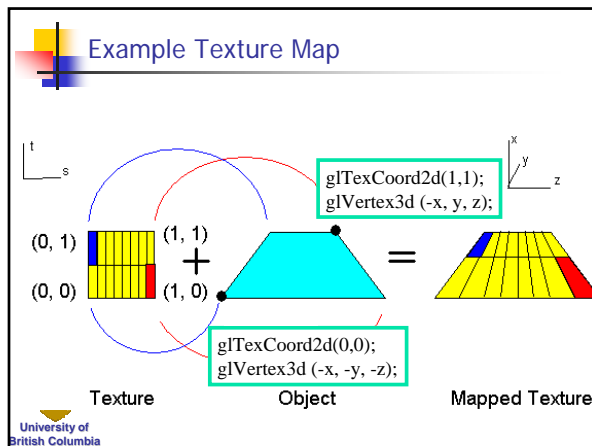 Example Texture Map
t
s
glTexCoord2d(1,1);
glVertex3d (-x, y, z);
x
y
z
(0, 1)
(1, 1)
+
=
(0, 0)
(1, 0)
glTexCoord2d(0,0);
glVertex3d (-x, -y, -z);
Texture
Object
Mapped Texture
University of
British Columbia